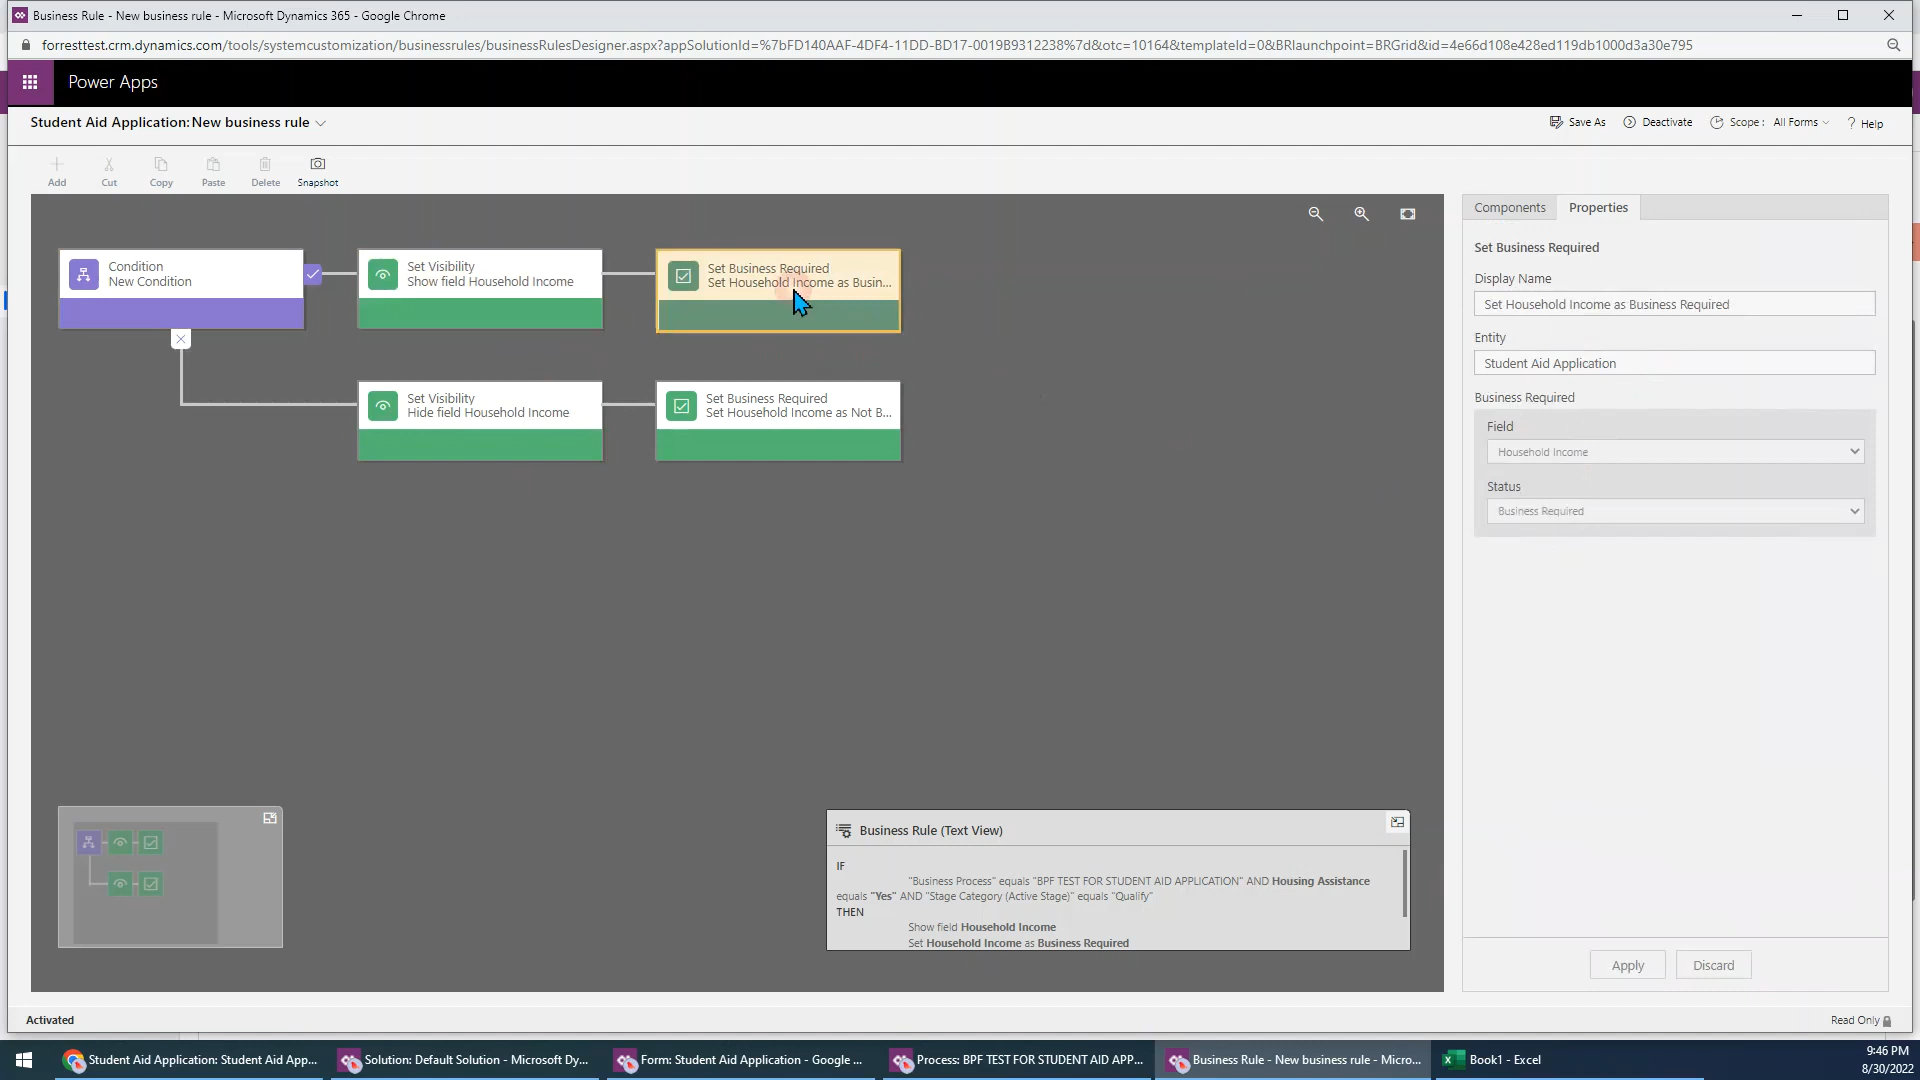 Business Rule - New business rule - Microsoft Dynamics 365 - Google Chrome
forresttest.crm.dynamics.com/tools/systemcustomization/businessrules/businessRulesDesigner.aspx?appSolutionId=%7bFD140AAF-4DF4-11DD-BD17-0019B9312238%7d&otc=10164&templateId=0&BRlaunchpoint=BRGrid&id=4e66d108e428ed119db1000d3a30e795
Power Apps
Student Aid Application: New business rule
Save As
Deactivate
Scope : All Forms
? Help
Add
Cut
Copy
Paste
Delete
Snapshot
Condition
New Condition
Set Visibility
Show field Household Income
Set Business Required
Set Household Income as Busin...
Set Visibility
Hide field Household Income
Set Business Required
Set Household Income as Not B...
Components
Properties
Set Business Required
Display Name
Set Household Income as Business Required
Entity
Student Aid Application
Business Required
Field
Household Income
Status
Business Required
Business Rule (Text View)
IF
"Business Process" equals "BPF TEST FOR STUDENT AID APPLICATION" AND Housing Assistance
equals "Yes" AND "Stage Category (Active Stage)" equals "Qualify"
THEN
Show field Household Income
Set Household Income as Business Required
Apply
Discard
Activated
Read Only
Student Aid Application: Student Aid App...
Solution: Default Solution - Microsoft Dy...
Form: Student Aid Application - Google ...
Process: BPF TEST FOR STUDENT AID APP...
Business Rule - New business rule - Micro...
Book1 - Excel
9:46 PM
8/30/2022